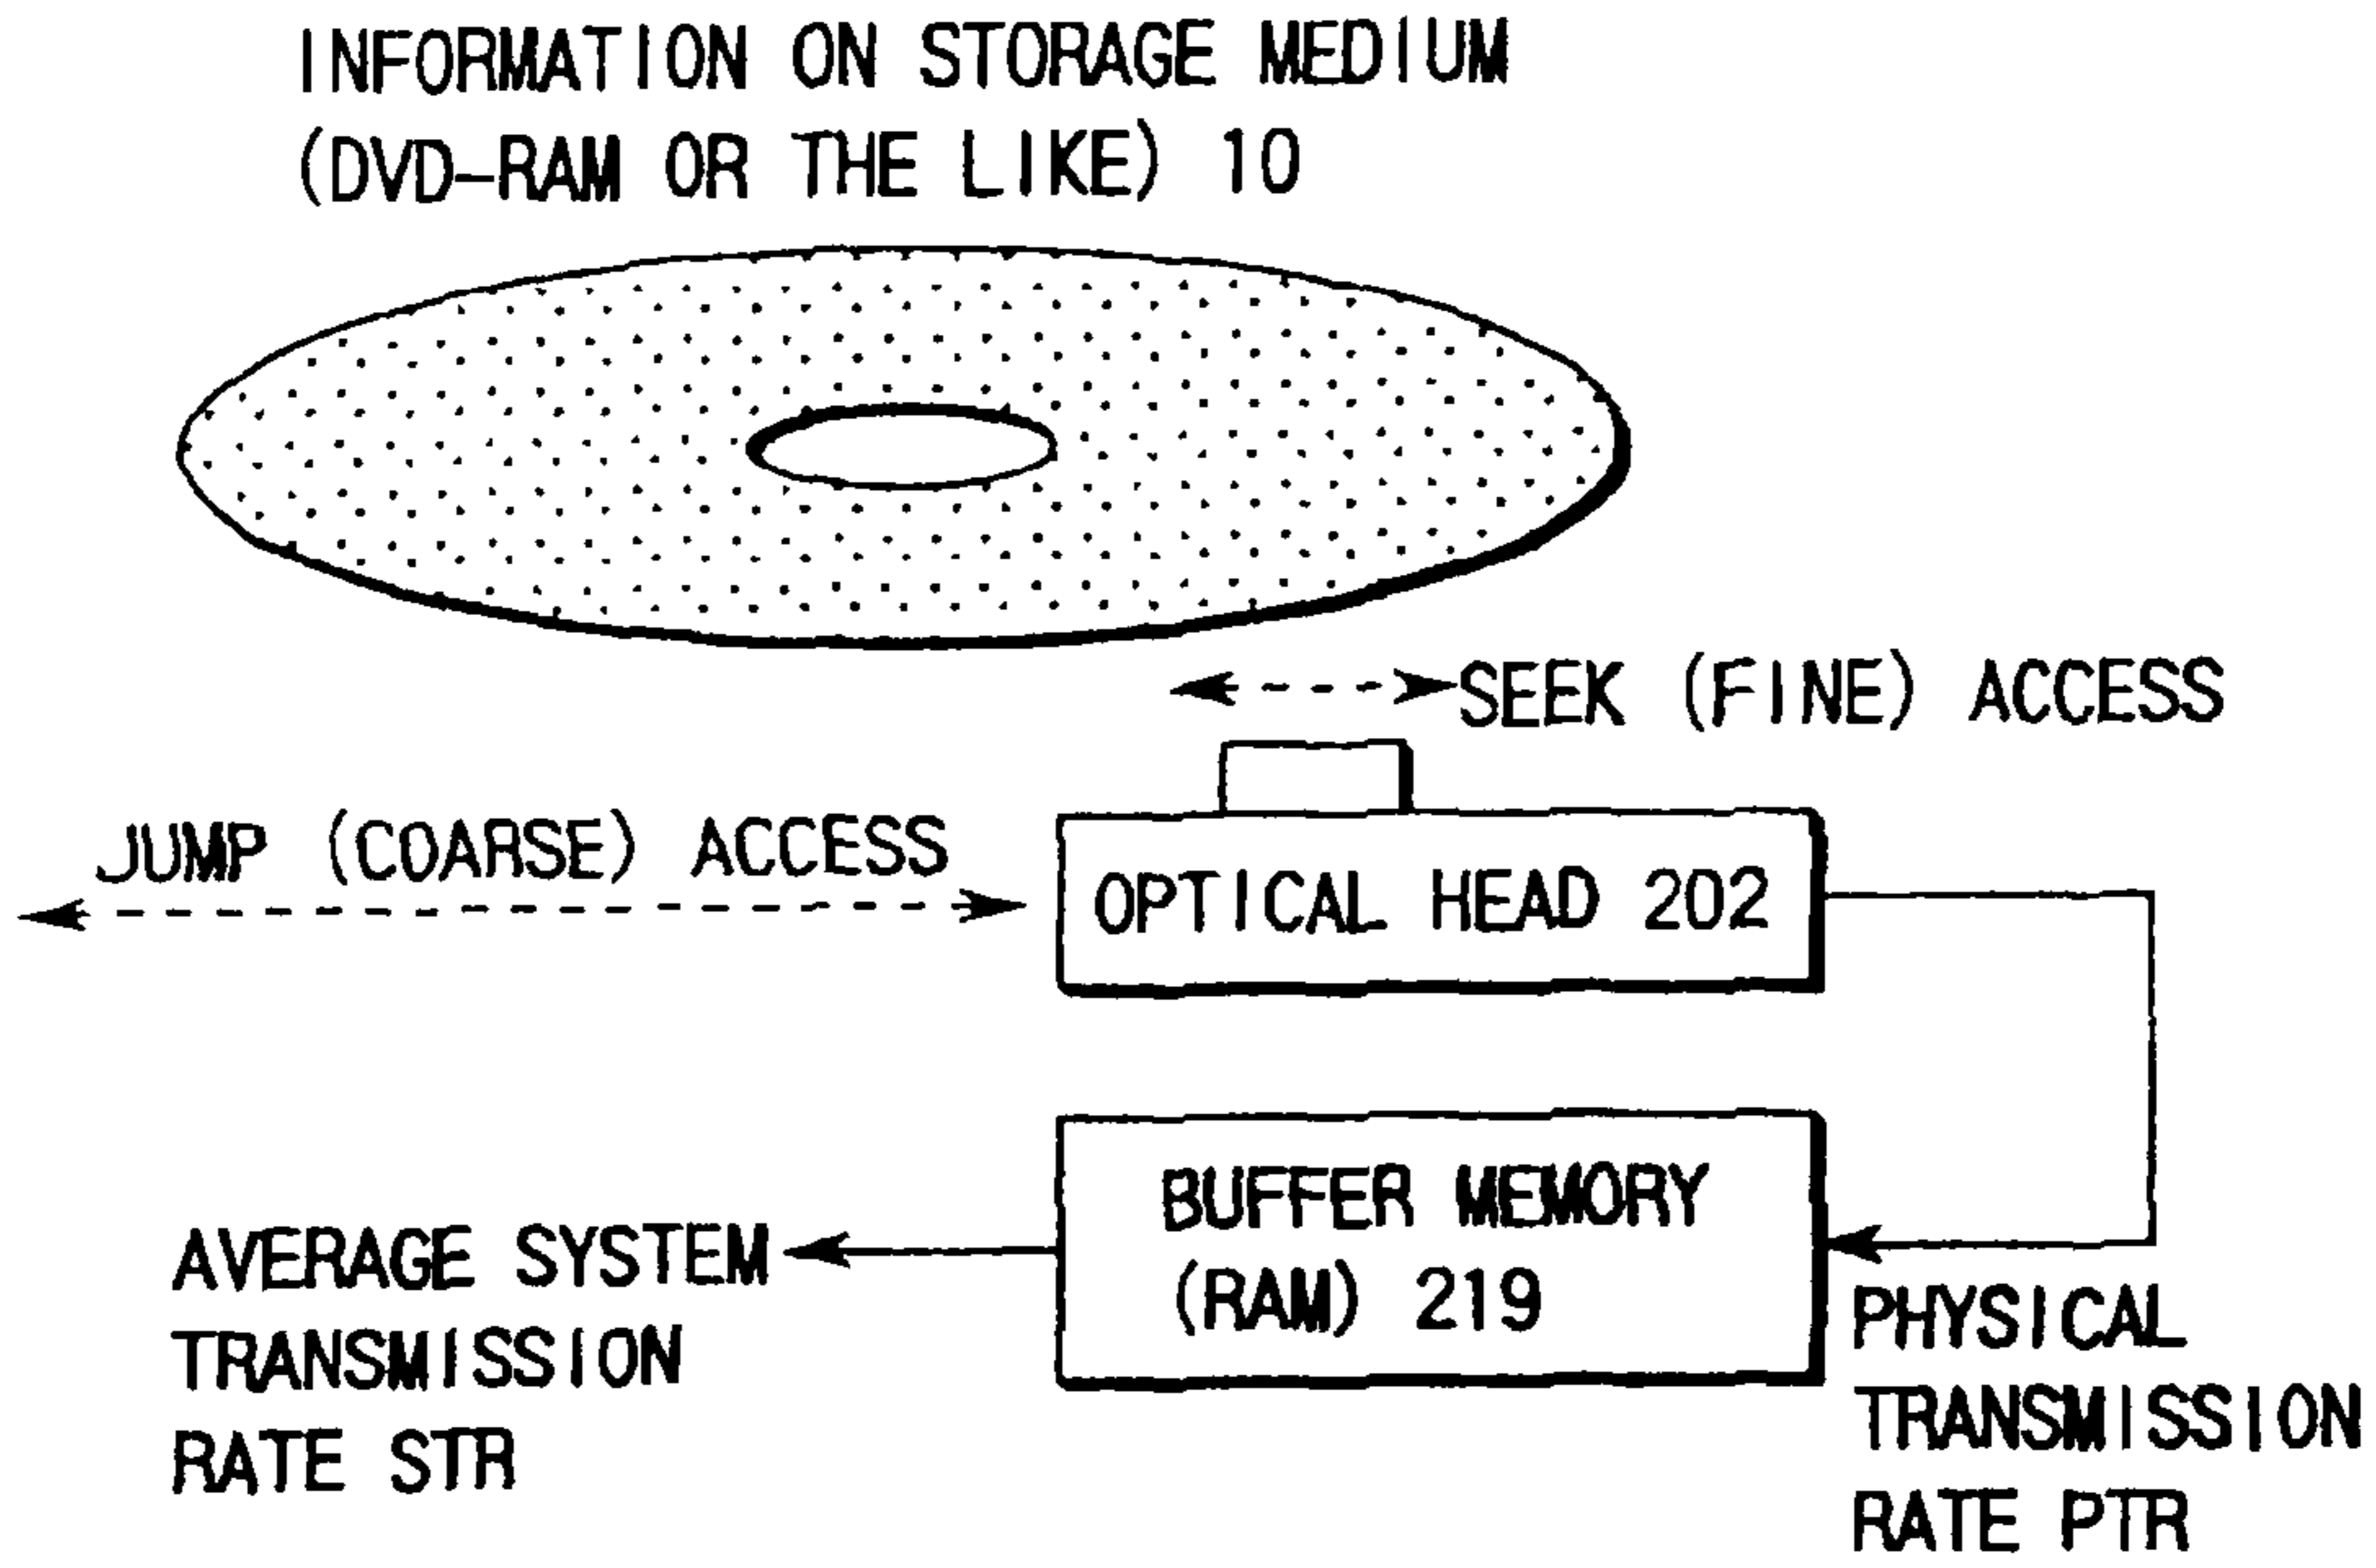 INFORMATION ON STORAGE MEDIUM
(DVD-RAM OR THE LIKE) 10
SEEK (FINE) ACCESS
JUMP (COARSE) ACCESS
OPTICAL HEAD 202
BUFFER MEMORY
(RAM) 219
AVERAGE SYSTEM
TRANSMISSION
RATE STR
PHYSICAL
TRANSMISSION
RATE PTR